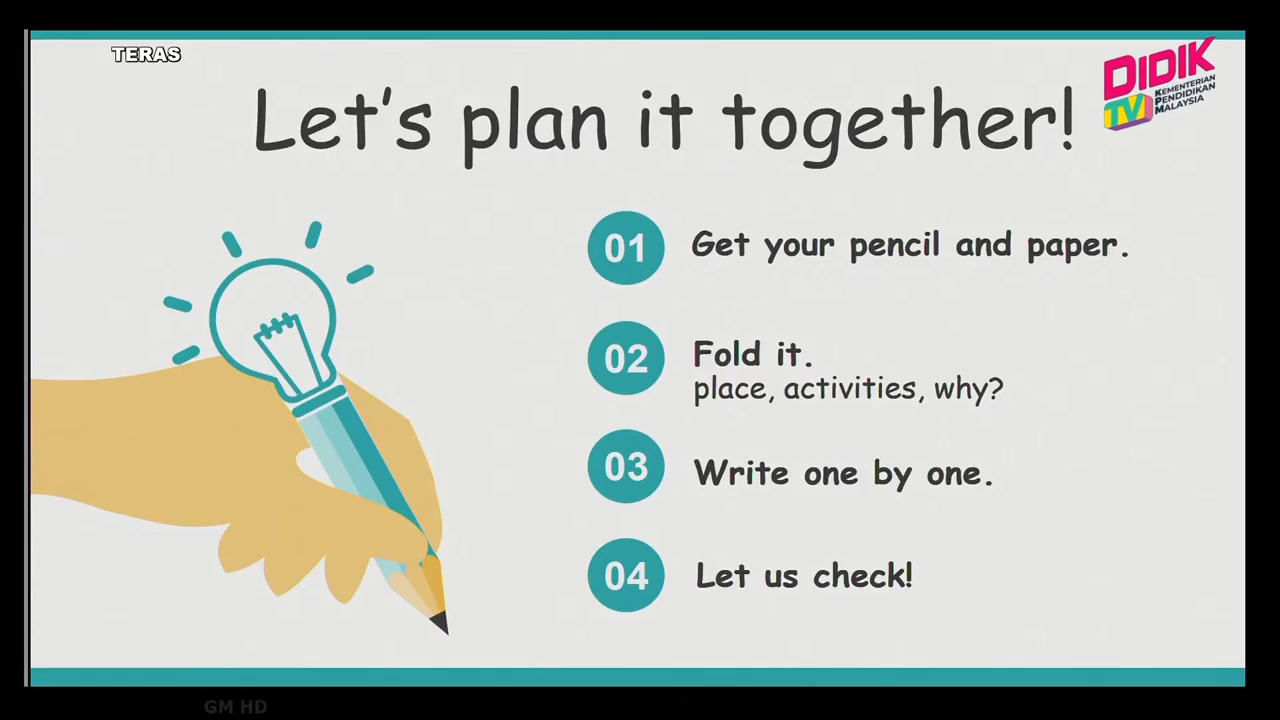 TERAS
Let's plan it together!
DIDIK
TV
KEMENTERIAN
PENDIDIKAN
MALAYSIA
01 Get your pencil and paper.
02 Fold it.
place, activities, why?
03 Write one by one.
04 Let us check!
GM HD